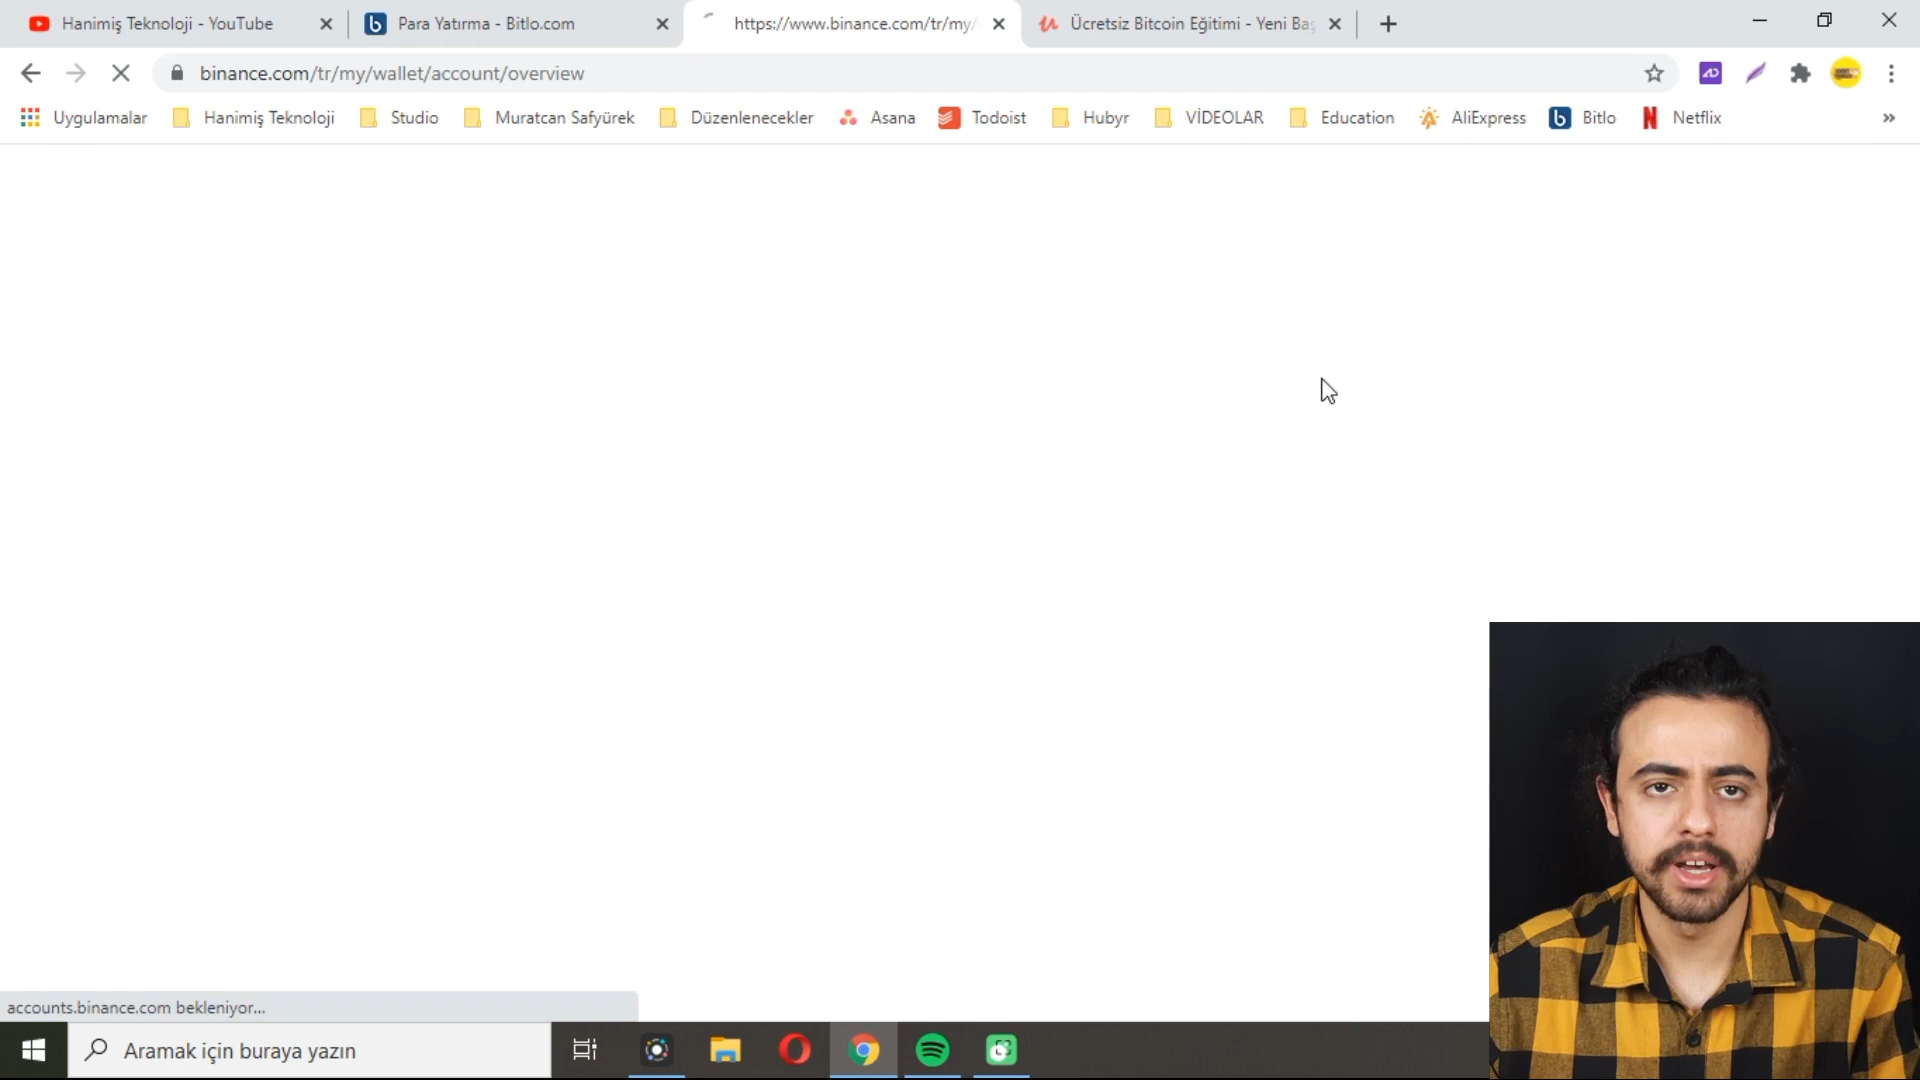 Hanimiş Teknoloji - YouTube
Para Yatırma - Bitlo.com
https://www.binance.com/tr/my/
Ücretsiz Bitcoin Eğitimi - Yeni Baş
binance.com/tr/my/wallet/account/overview
Uygulamalar
Hanimiş Teknoloji
Studio
Muratcan Safyürek
Düzenlenecekler
Asana
Todoist
Hubyr
VİDEOLAR
Education
AliExpress
Bitlo
Netflix
accounts.binance.com bekleniyor...
Aramak için buraya yazın